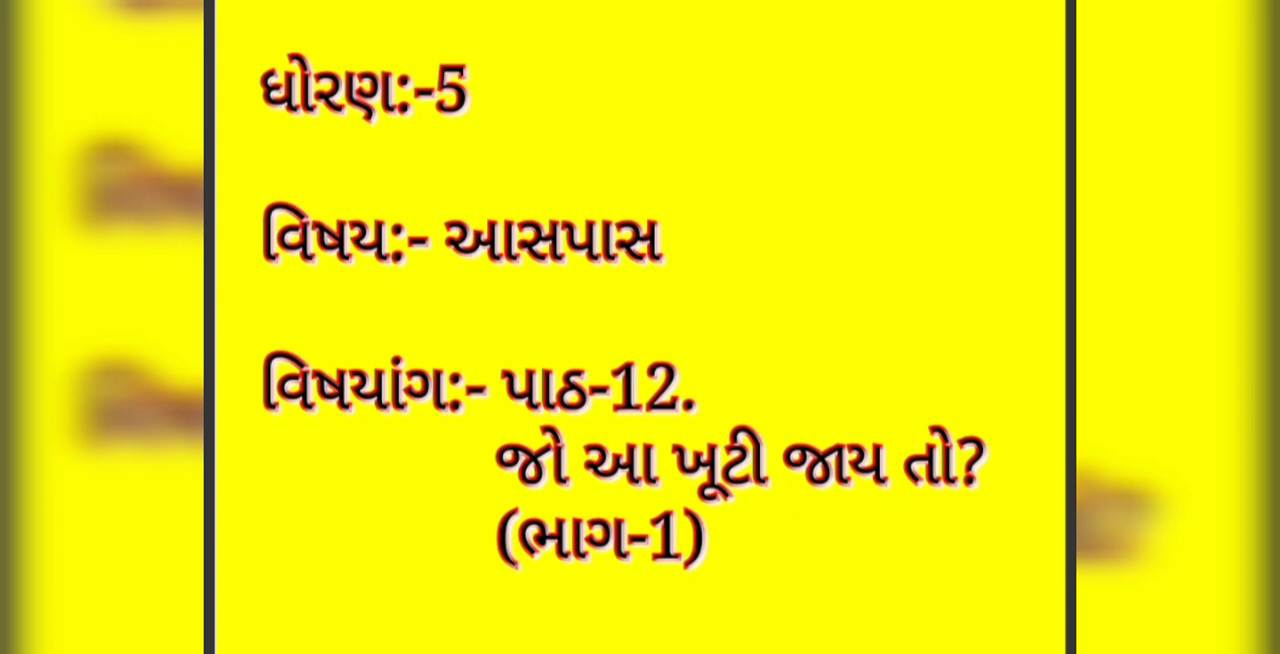 ધોરણ:-5
વિષય:- આસપાસ
વિષયાંગ:- પાઠ-12.
જો આ ખૂટી જાય તો?
(ભાગ-1)